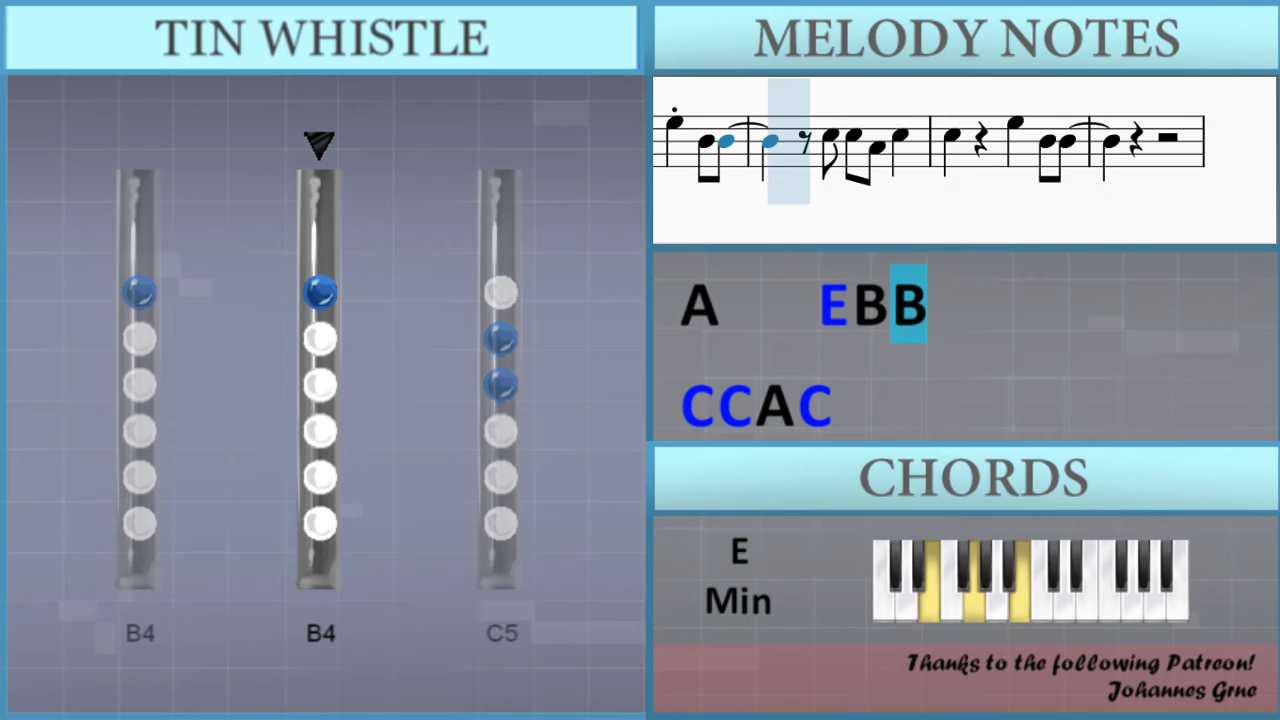 TIN WHISTLE
B4 B4 C5
MELODY NOTES
A EBB
CCAC
CHORDS
E
Min
Thanks to the following Patreon!
Johannes Grne